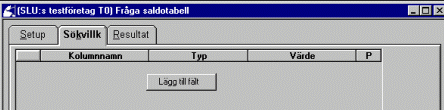 (SLU:s testföretag T0) Fråga saldotabell
Setup Sökvillk Resultat
Kolumnnamn Typ Värde P
Lägg till fält